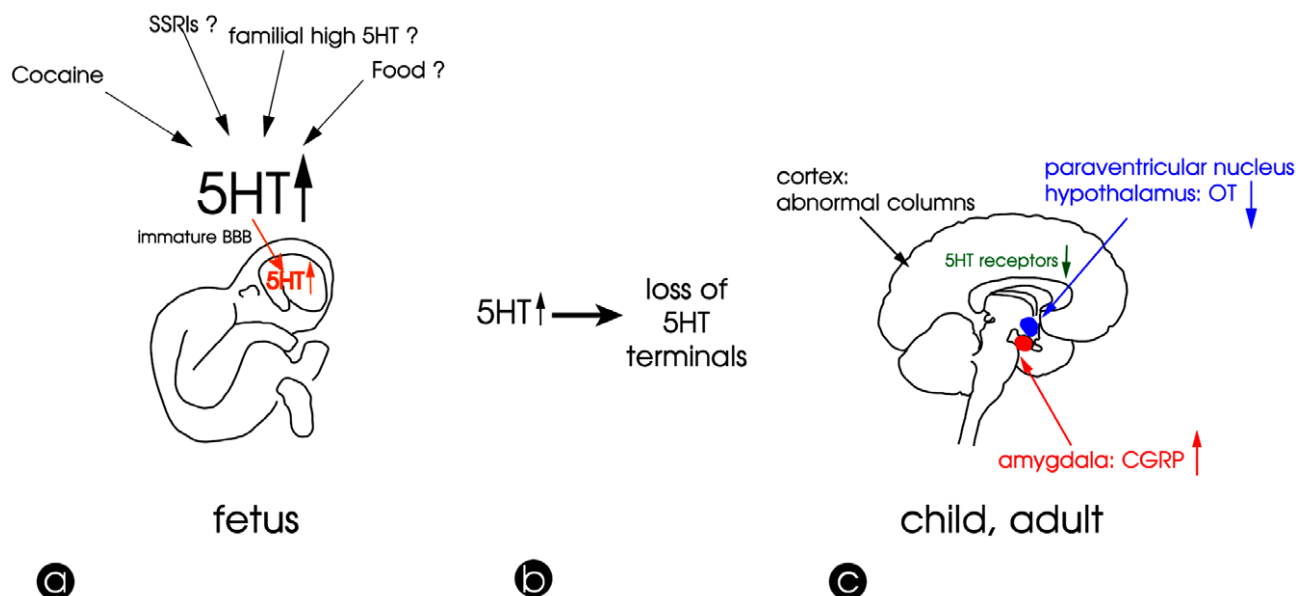 SSRIs ?
familial high 5HT ?
Cocaine
Food ?
5HT
immature BBB
5HT
fetus
a
5HT
loss of
5HT
terminals
b
cortex:
abnormal columns
paraventricular nucleus
hypothalamus: OT
5HT receptors
amygdala: CGRP
child, adult
c